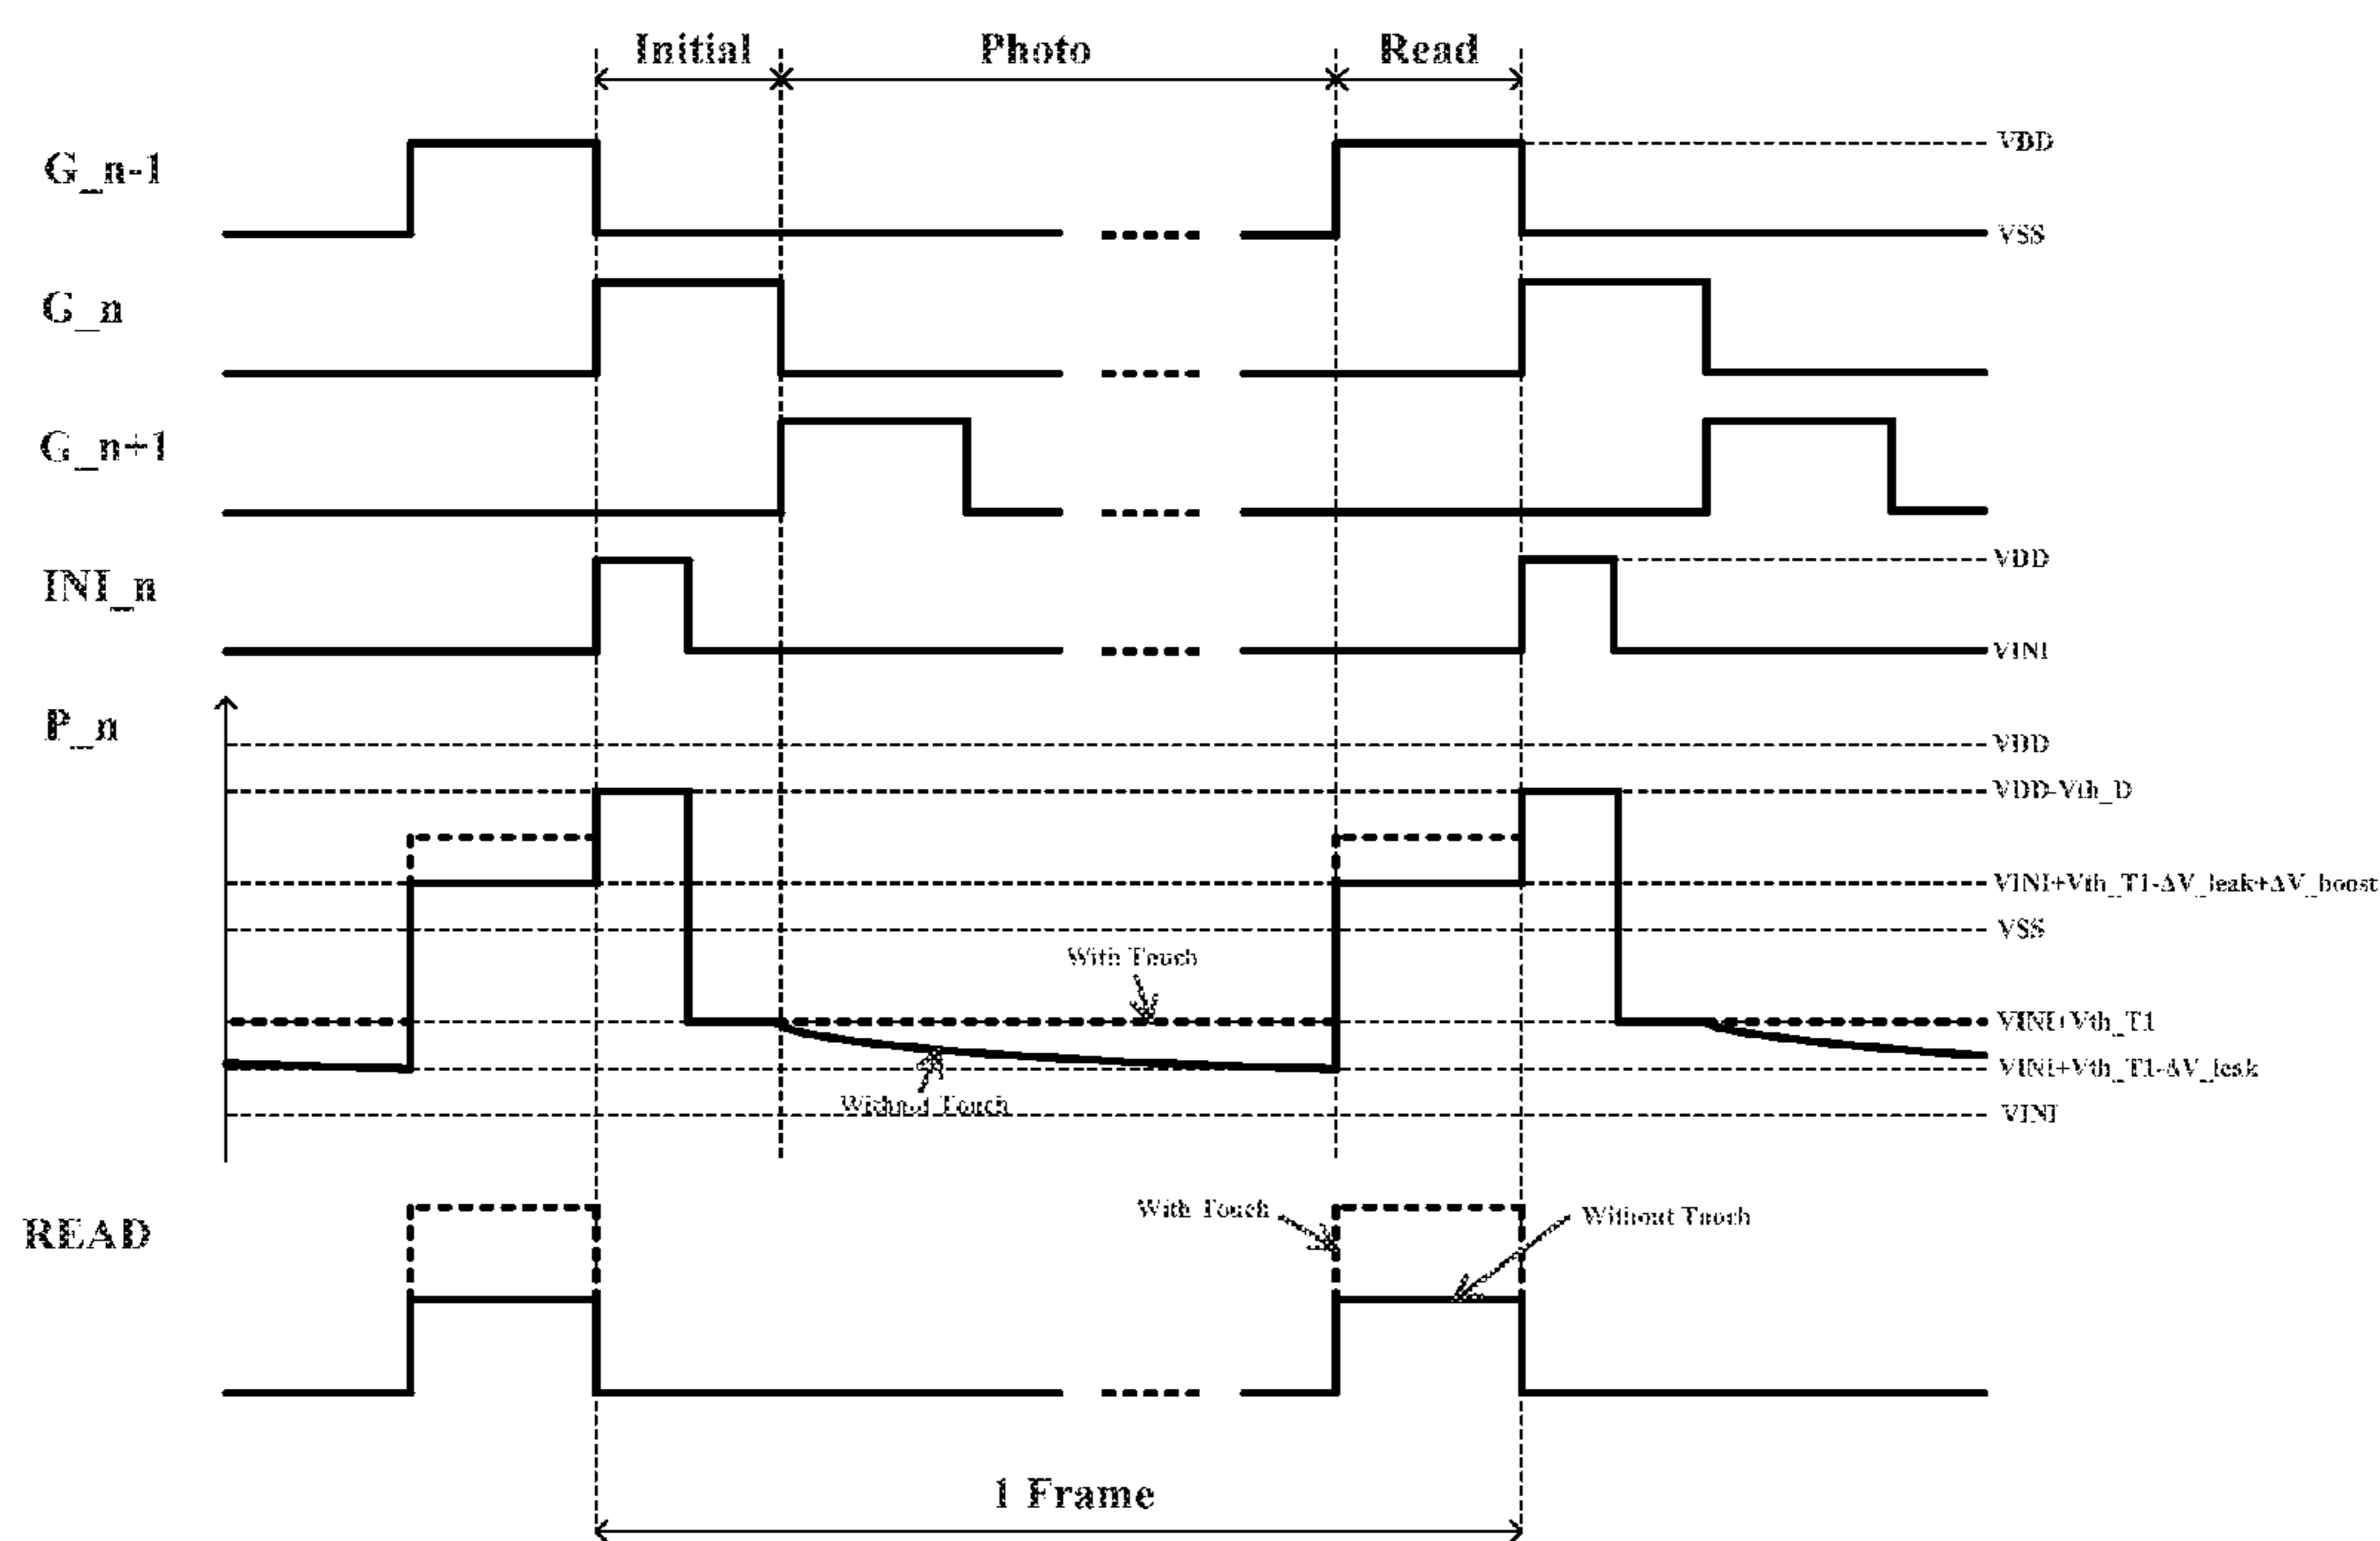 Initial Photo Read
G_n-1
VDD
VSS
G_n
G_n+1
INI_n
VDD
VINI
P_n
VDD
VDD-Vth_D
VINI+Vth_T1-ΔV_leak+ΔV_boost
VSS
With Touch
VINI+Vth_T1
VINI+Vth_T1-ΔV_leak
Without Touch
VINI
READ
With Touch
Without Tuoch
1 Frame